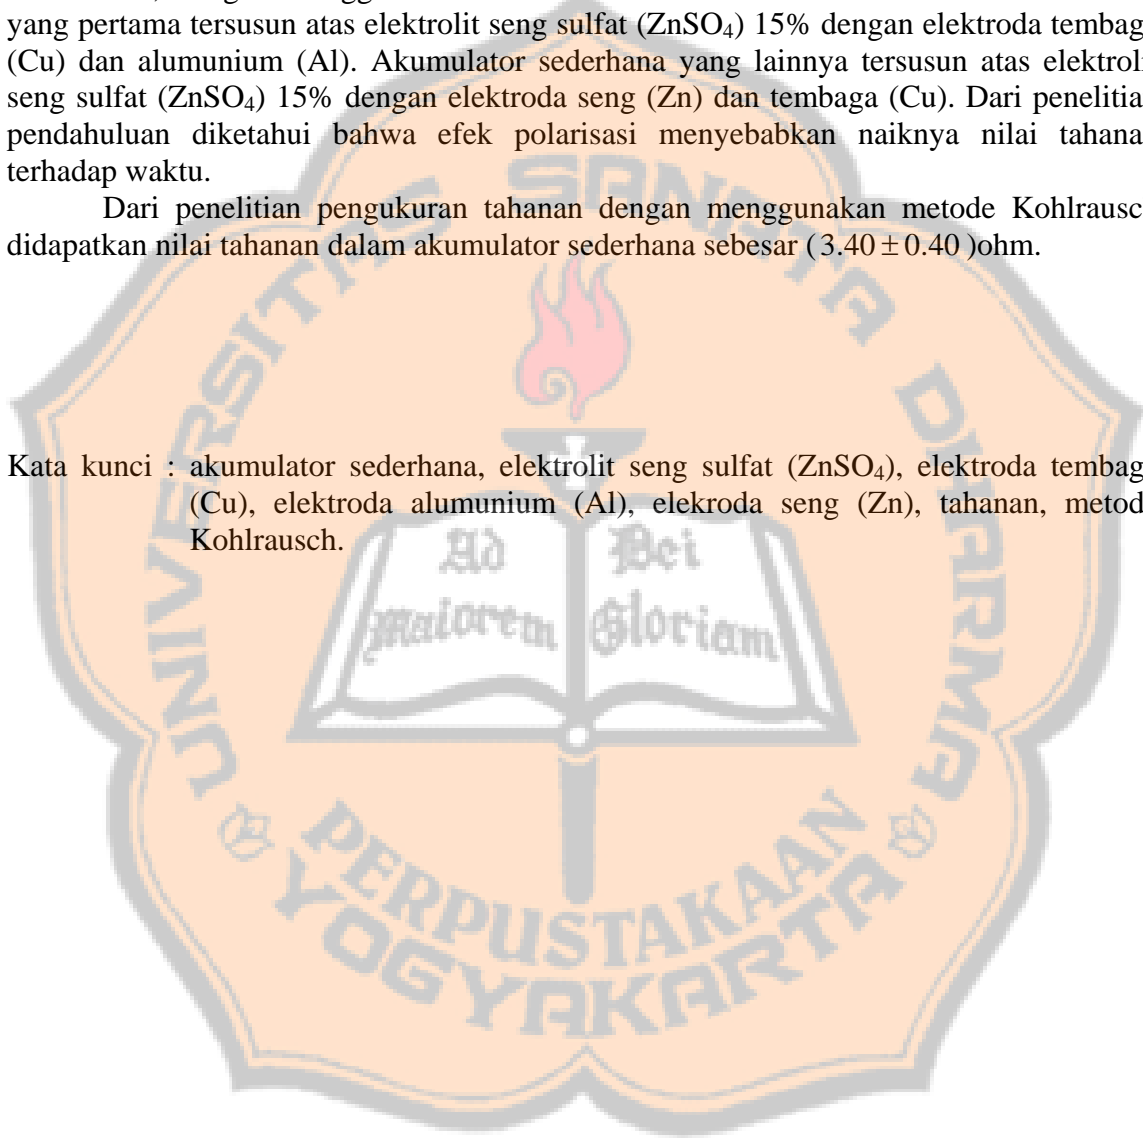 yang pertama tersusun atas elektrolit seng sulfat (ZnSO₄) 15% dengan elektroda tembag
(Cu) dan alumunium (Al). Akumulator sederhana yang lainnya tersusun atas elektroli
seng sulfat (ZnSO₄) 15% dengan elektroda seng (Zn) dan tembaga (Cu). Dari penelitia
pendahuluan diketahui bahwa efek polarisasi menyebabkan naiknya nilai tahana
terhadap waktu.
Dari penelitian pengukuran tahanan dengan menggunakan metode Kohlrausc
didapatkan nilai tahanan dalam akumulator sederhana sebesar ( 3.40 ± 0.40 )ohm.
Kata kunci : akumulator sederhana, elektrolit seng sulfat (ZnSO₄), elektroda tembag
(Cu), elektroda alumunium (Al), elekroda seng (Zn), tahanan, metod
Kohlrausch.
UNIVERSITAS SANATA DHARMA
Ad Maiorem
Dei Gloriam
PERPUSTAKAAN
YOGYAKARTA